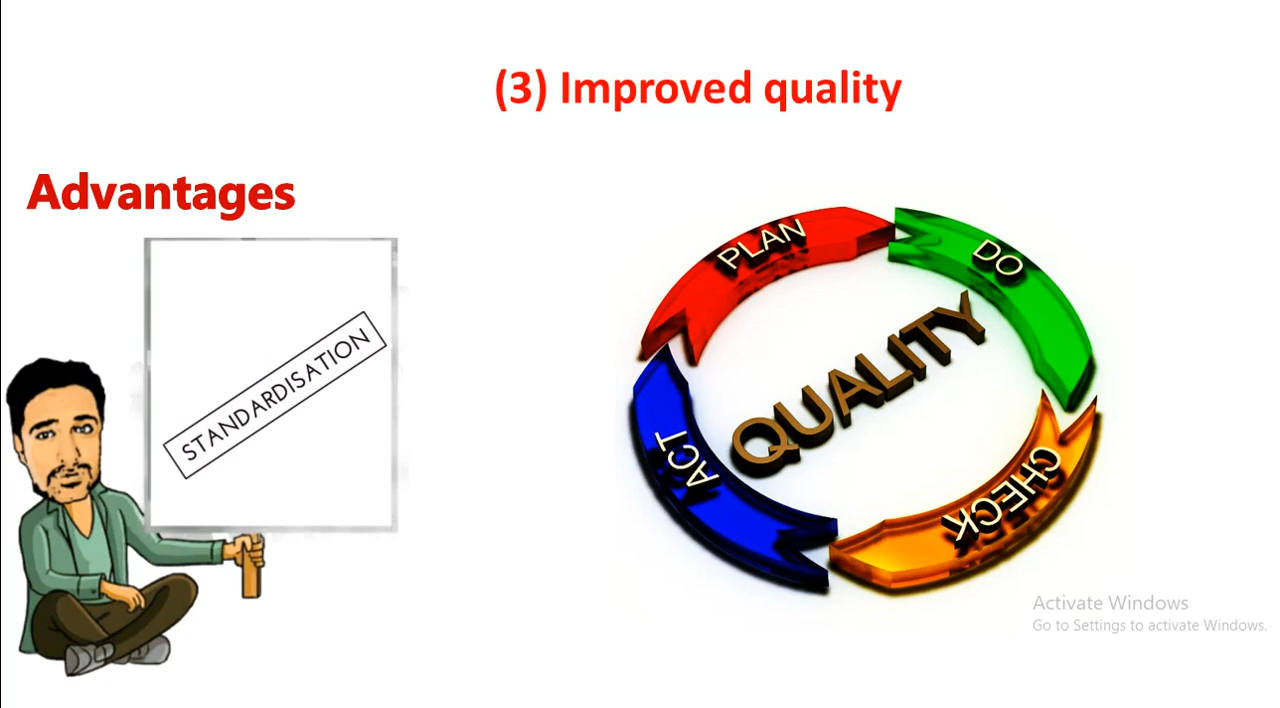 (3) Improved quality
Advantages
STANDARDISATION
PLAN
DO
QUALITY
ACT
CHECK
Activate Windows
Go to Settings to activate Windows.